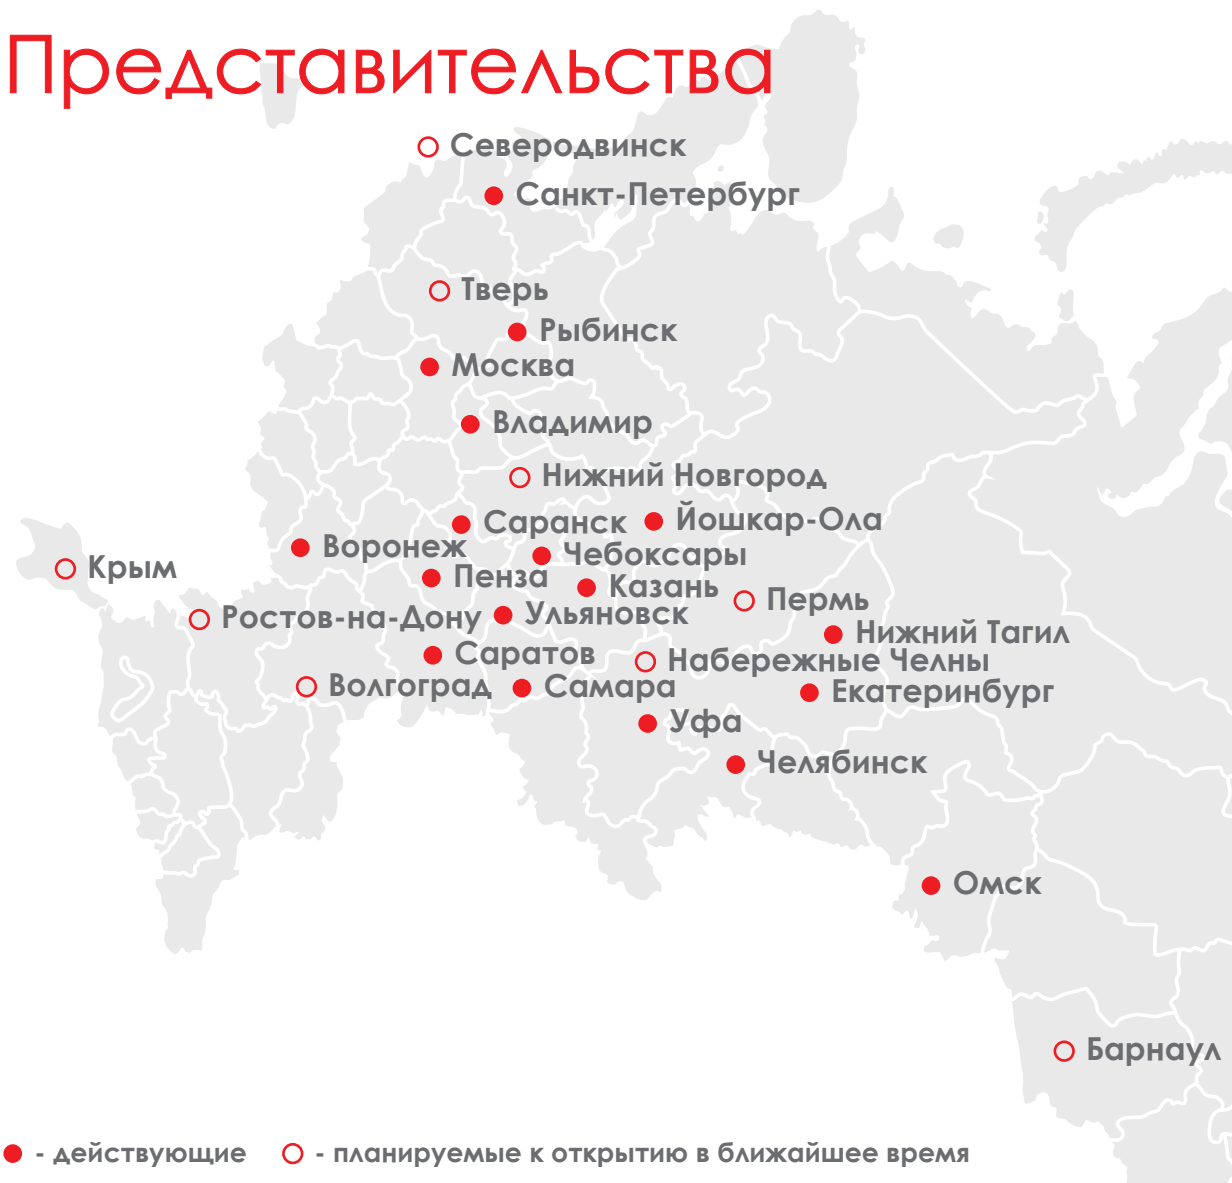 Представительства
Северодвинск
Санкт-Петербург
Тверь
Рыбинск
Москва
Владимир
Нижний Новгород
Саранск
Йошкар-Ола
Воронеж
Чебоксары
Крым
Пенза
Казань
Пермь
Ростов-на-Дону
Ульяновск
Нижний Тагил
Саратов
Набережные Челны
Волгоград
Самара
Екатеринбург
Уфа
Челябинск
Омск
Барнаул
- действующие
- планируемые к открытию в ближайшее время